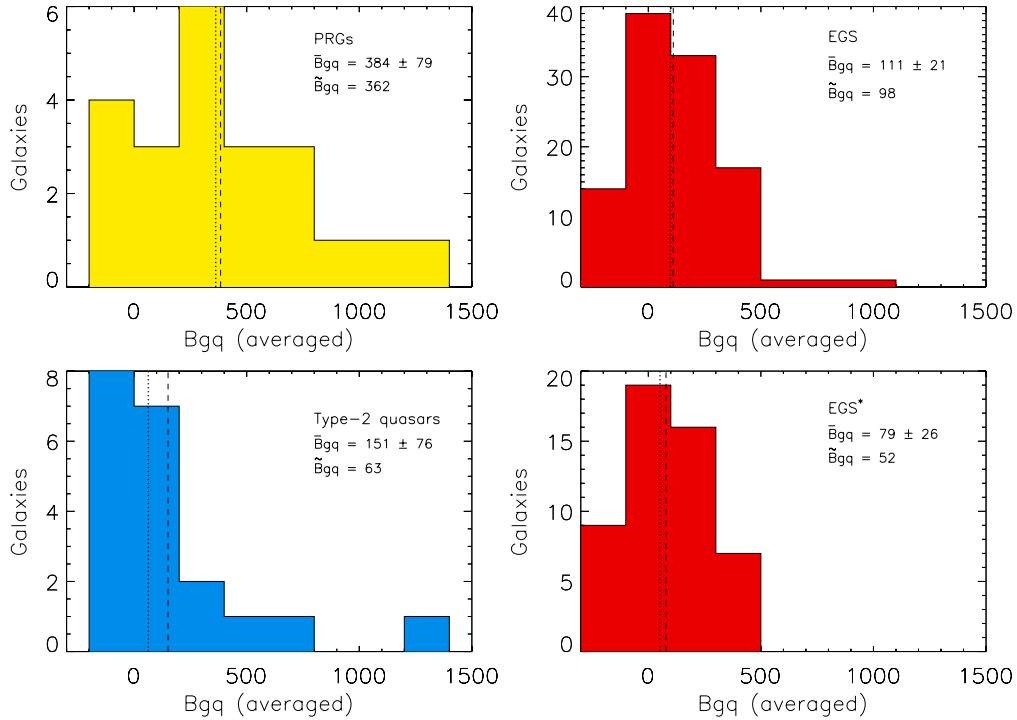 6
4
2
0
Galaxies
PRGs
B̄gq = 384 ± 79
B̃gq = 362
0 500 1000 1500
Bgq (averaged)
40
30
20
10
0
Galaxies
EGS
B̄gq = 111 ± 21
B̃gq = 98
0 500 1000 1500
Bgq (averaged)
8
6
4
2
0
Galaxies
Type-2 quasars
B̄gq = 151 ± 76
B̃gq = 63
0 500 1000 1500
Bgq (averaged)
20
15
10
5
0
Galaxies
EGS*
B̄gq = 79 ± 26
B̃gq = 52
0 500 1000 1500
Bgq (averaged)